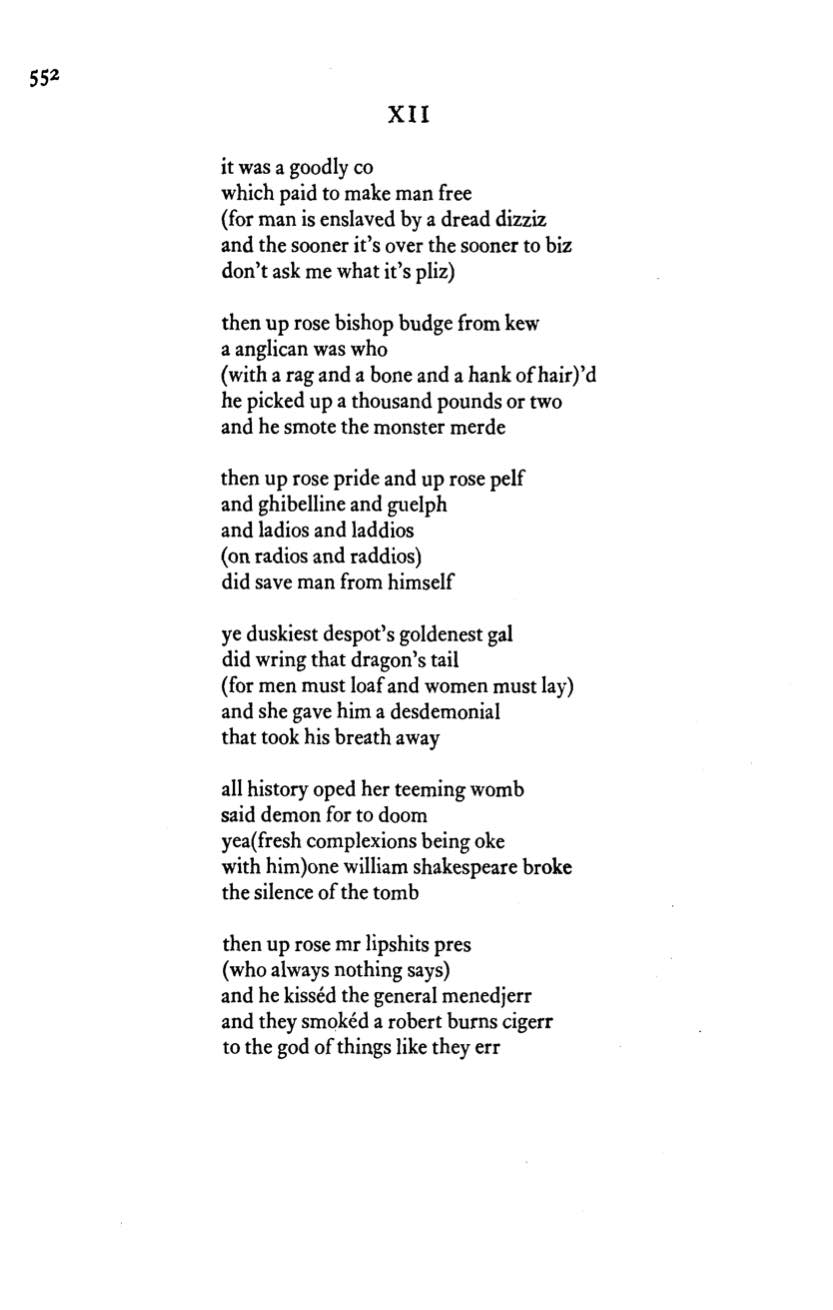 552
XII
it was a goodly co
which paid to make man free
(for man is enslaved by a dread dizziz
and the sooner it's over the sooner to biz
don't ask me what it's pliz)
then up rose bishop budge from kew
a anglican was who
(with a rag and a bone and a hank of hair)'d
he picked up a thousand pounds or two
and he smote the monster merde
then up rose pride and up rose pelf
and ghibelline and guelph
and ladios and laddios
(on radios and raddios)
did save man from himself
ye duskiest despot's goldenest gal
did wring that dragon's tail
(for men must loaf and women must lay)
and she gave him a desdemonial
that took his breath away
all history oped her teeming womb
said demon for to doom
yea(fresh complexions being oke
with him)one william shakespeare broke
the silence of the tomb
then up rose mr lipshits pres
(who always nothing says)
and he kisséd the general menedjerr
and they smokéd a robert burns cigerr
to the god of things like they err